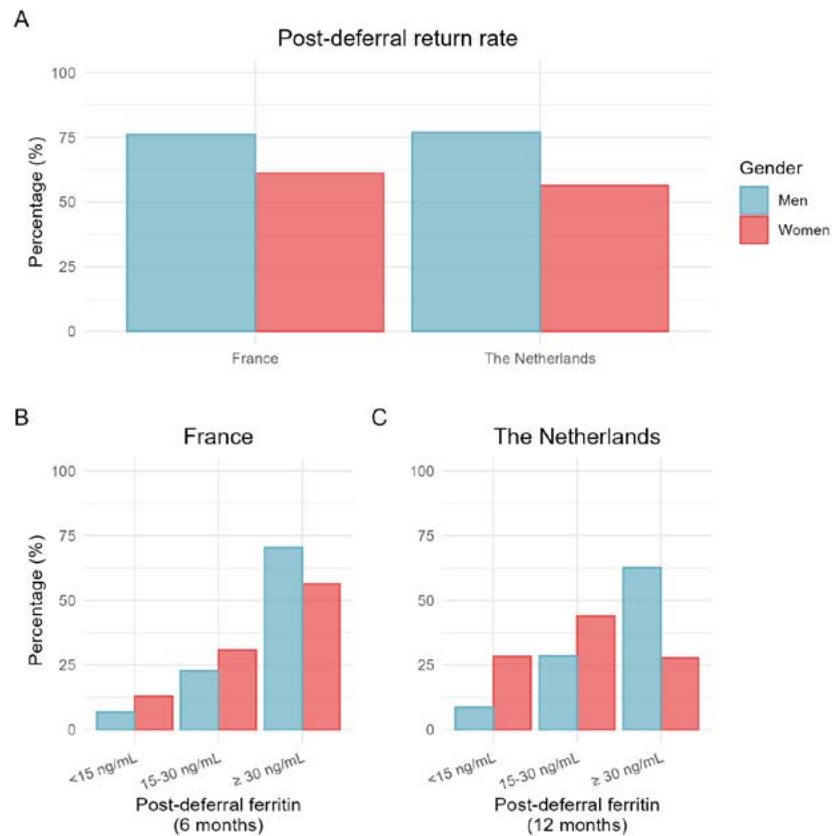 A
Post-deferral return rate
100
75
50
25
0
Percentage (%)
France
The Netherlands
Gender
Men
Women
B
France
100
75
50
25
0
Percentage (%)
<15 ng/mL
15-30 ng/mL
≥ 30 ng/mL
Post-deferral ferritin
(6 months)
C
The Netherlands
100
75
50
25
0
<15 ng/mL
15-30 ng/mL
≥ 30 ng/mL
Post-deferral ferritin
(12 months)